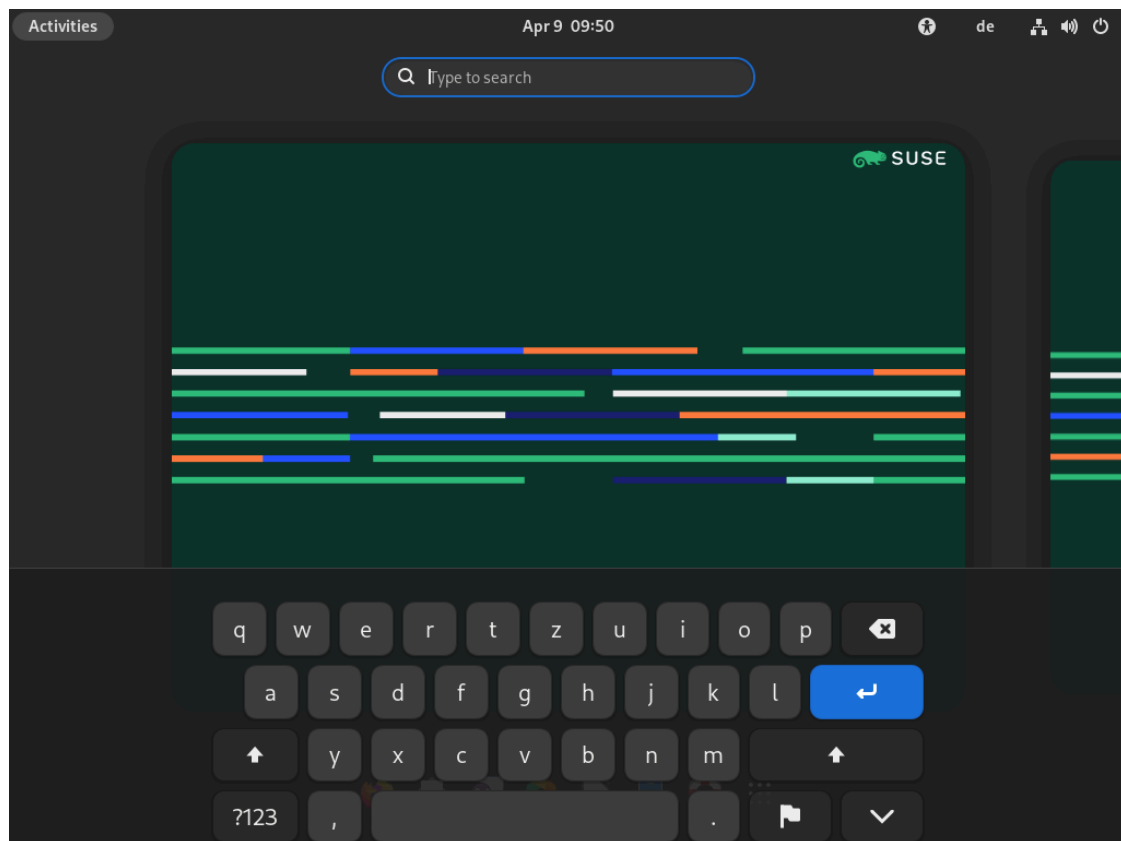 Activities Apr 9 09:50 de
Type to search
SUSE
q w e r t z u i o p
a s d f g h j k l
y x c v b n m
?123 , .